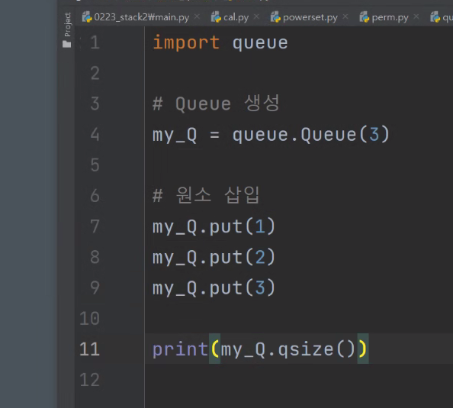 Project
0223_stack2\main.py × cal.py × powerset.py × perm.py × qu
1 import queue
2
3 # Queue 생성
4 my_Q = queue.Queue(3)
5
6 # 원소 삽입
7 my_Q.put(1)
8 my_Q.put(2)
9 my_Q.put(3)
10
11 print(my_Q.qsize())
12